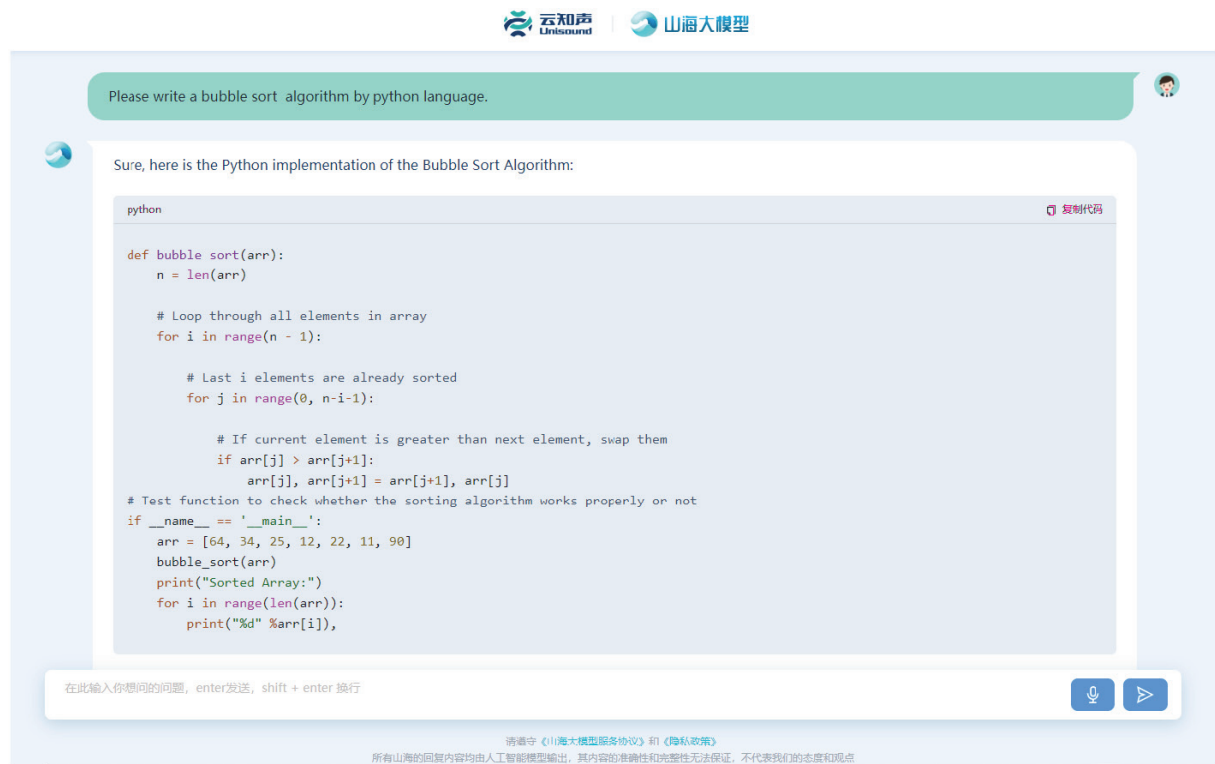 云知声
Unisound
山海大模型
Please write a bubble sort  algorithm by python language.
Sure, here is the Python implementation of the Bubble Sort Algorithm:
python
复制代码
def bubble sort(arr):
    n = len(arr)
    # Loop through all elements in array
    for i in range(n - 1):
        # Last i elements are already sorted
        for j in range(0, n-i-1):
            # If current element is greater than next element, swap them
            if arr[j] > arr[j+1]:
                arr[j], arr[j+1] = arr[j+1], arr[j]
# Test function to check whether the sorting algorithm works properly or not
if __name__ == '__main__':
    arr = [64, 34, 25, 12, 22, 11, 90]
    bubble_sort(arr)
    print("Sorted Array:")
    for i in range(len(arr)):
        print("%d" %arr[i]),
在此输入你想问的问题，enter发送，shift + enter 换行
请遵守《山海大模型服务协议》和《隐私政策》
所有山海的回复内容均由人工智能模型输出，其内容的准确性和完整性无法保证，不代表我们的态度和观点